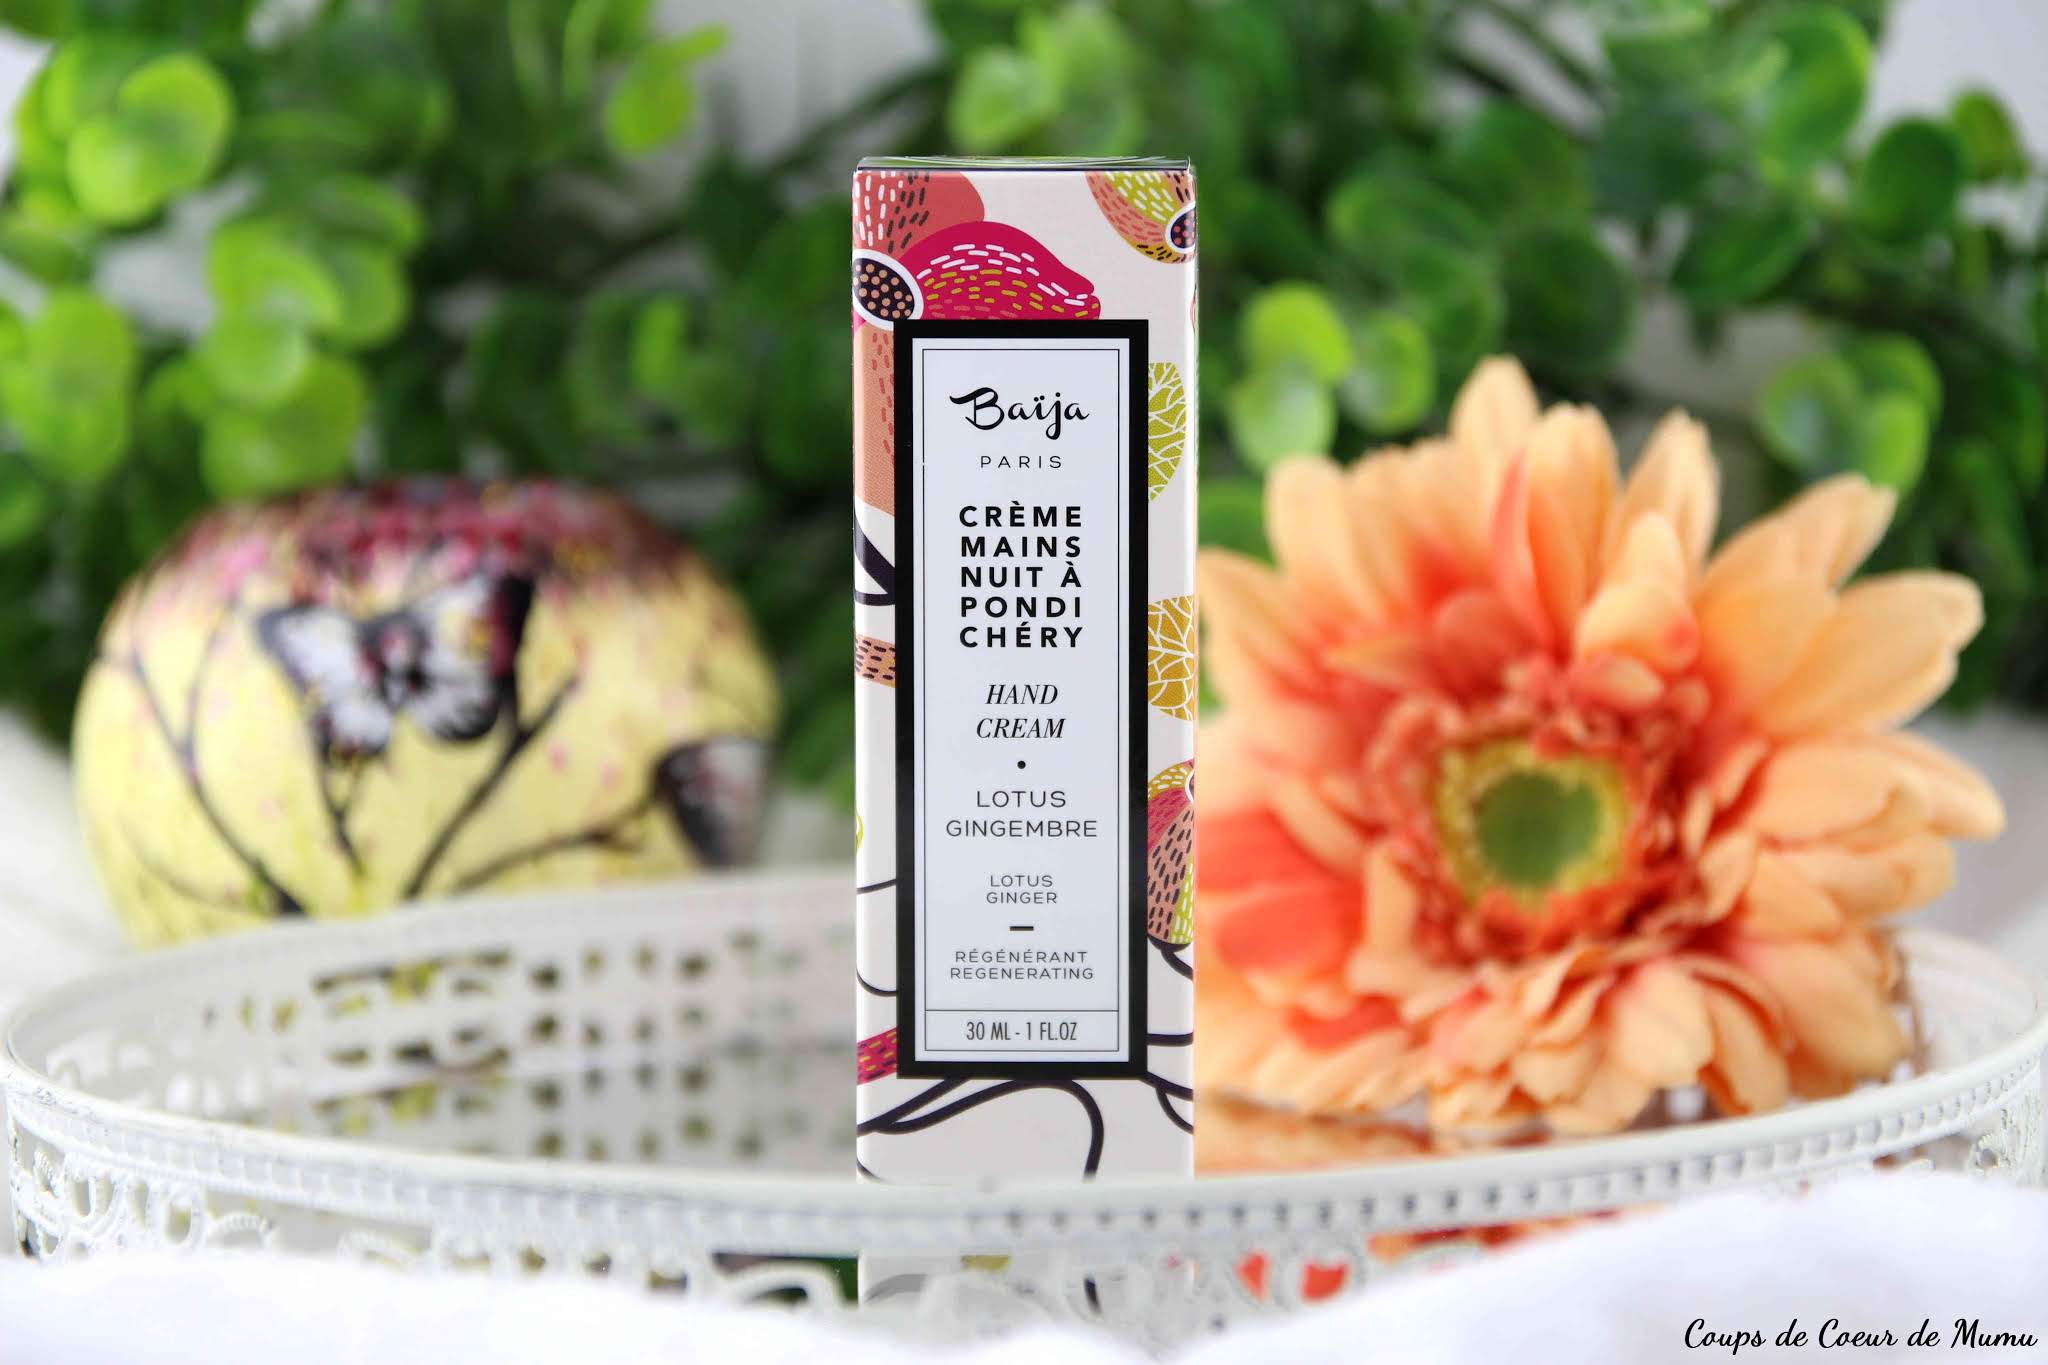 Baïja
PARIS
CRÈME
MAINS
NUIT À
PONDI
CHÉRY
HAND
CREAM
•
LOTUS
GINGEMBRE
LOTUS
GINGER
RÉGÉNÉRANT
REGENERATING
30 ML - 1 FL.OZ
Coups de Coeur de Mumu